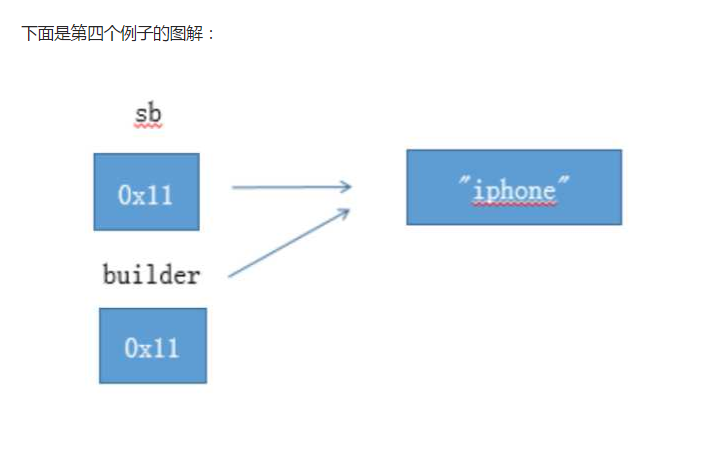 下面是第四个例子的图解：
sb
0x11
"iphone"
builder
0x11